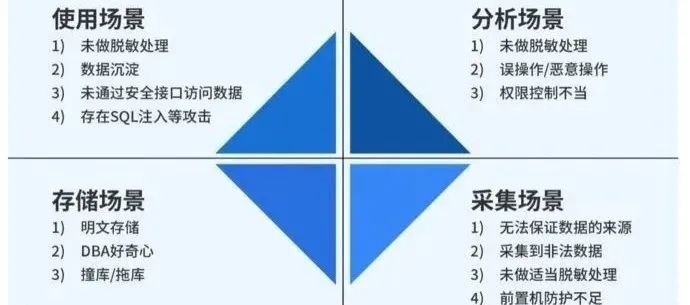 使用场景
1) 未做脱敏处理
2) 数据沉淀
3) 未通过安全接口访问数据
4) 存在SQL注入等攻击
分析场景
1) 未做脱敏处理
2) 误操作/恶意操作
3) 权限控制不当
存储场景
1) 明文存储
2) DBA好奇心
3) 撞库/拖库
采集场景
1) 无法保证数据的来源
2) 采集到非法数据
3) 未做适当脱敏处理
4) 前置机防护不足